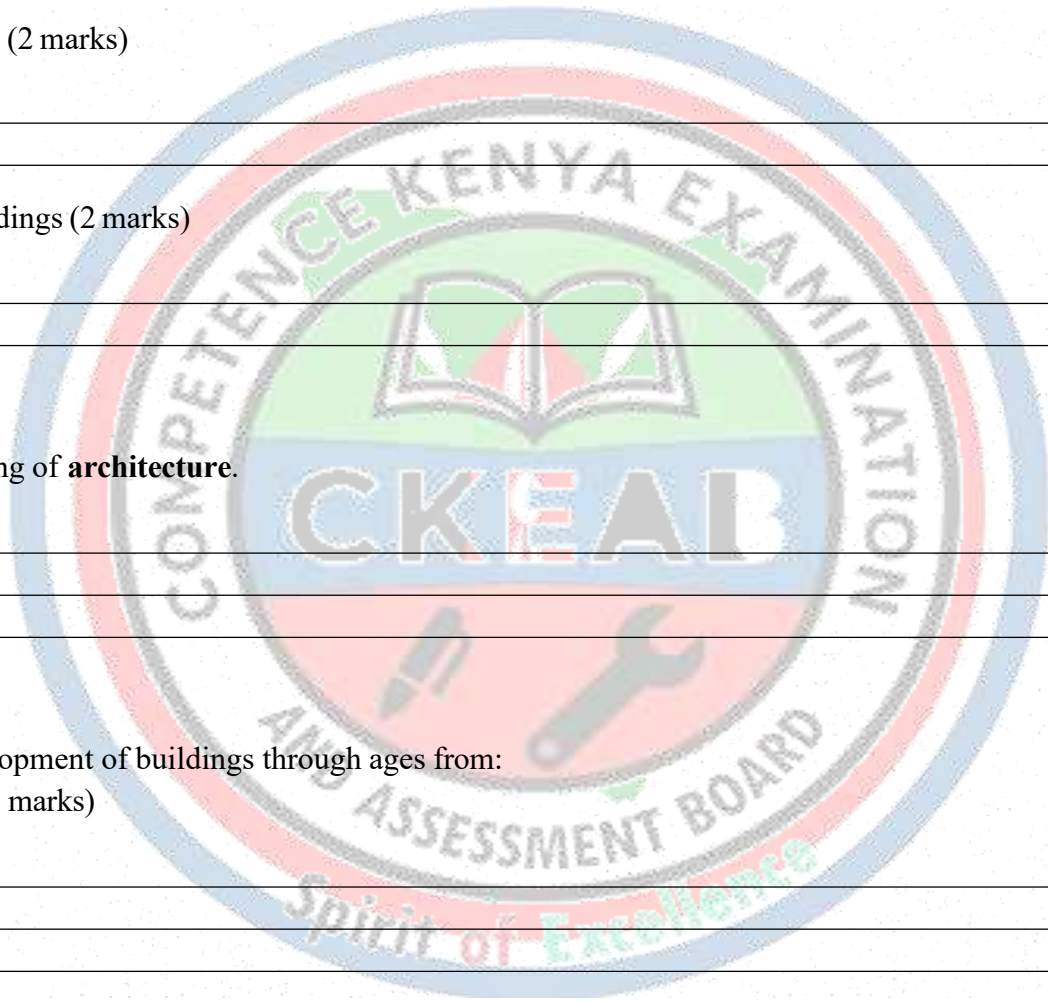 (2 marks)
dings (2 marks)
ng of architecture.
opment of buildings through ages from:
marks)
COMPETENCE KENYA EXAMINATION
CKEAB
AND ASSESSMENT BOARD
Spirit of Excellence